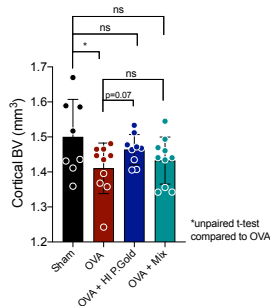 ns
ns
*
ns
p=0.07
Cortical BV (mm³)
1.7
1.6
1.5
1.4
1.3
1.2
Sham
OVA
OVA + HI P.Gold
OVA + Mix
*unpaired t-test
compared to OVA